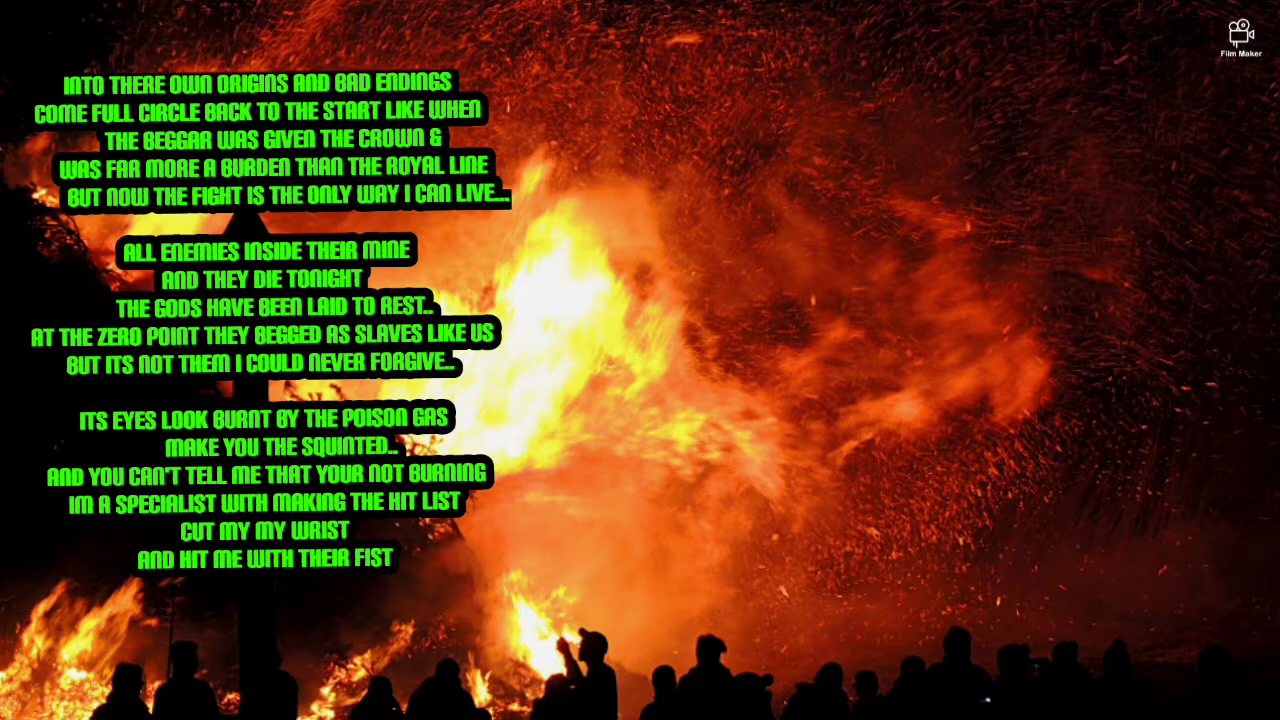 INTO THERE OWN ORIGINS AND BAD ENDINGS
COME FULL CIRCLE BACK TO THE START LIKE WHEN
THE BEGGAR WAS GIVEN THE CROWN &
WAS FAR MORE A BURDEN THAN THE ROYAL LINE
BUT NOW THE FIGHT IS THE ONLY WAY I CAN LIVE....
ALL ENEMIES INSIDE THEIR MINE
AND THEY DIE TONIGHT
THE GODS HAVE BEEN LAID TO REST..
AT THE ZERO POINT THEY BEGGED AS SLAVES LIKE US
BUT ITS NOT THEM I COULD NEVER FORGIVE...
ITS EYES LOOK BURNT BY THE POISON GAS
MAKE YOU THE SQUINTED...
AND YOU CAN'T TELL ME THAT YOUR NOT BURNING
IM A SPECIALIST WITH MAKING THE HIT LIST
CUT MY MY WRIST
AND HIT ME WITH THEIR FIST
Film Maker